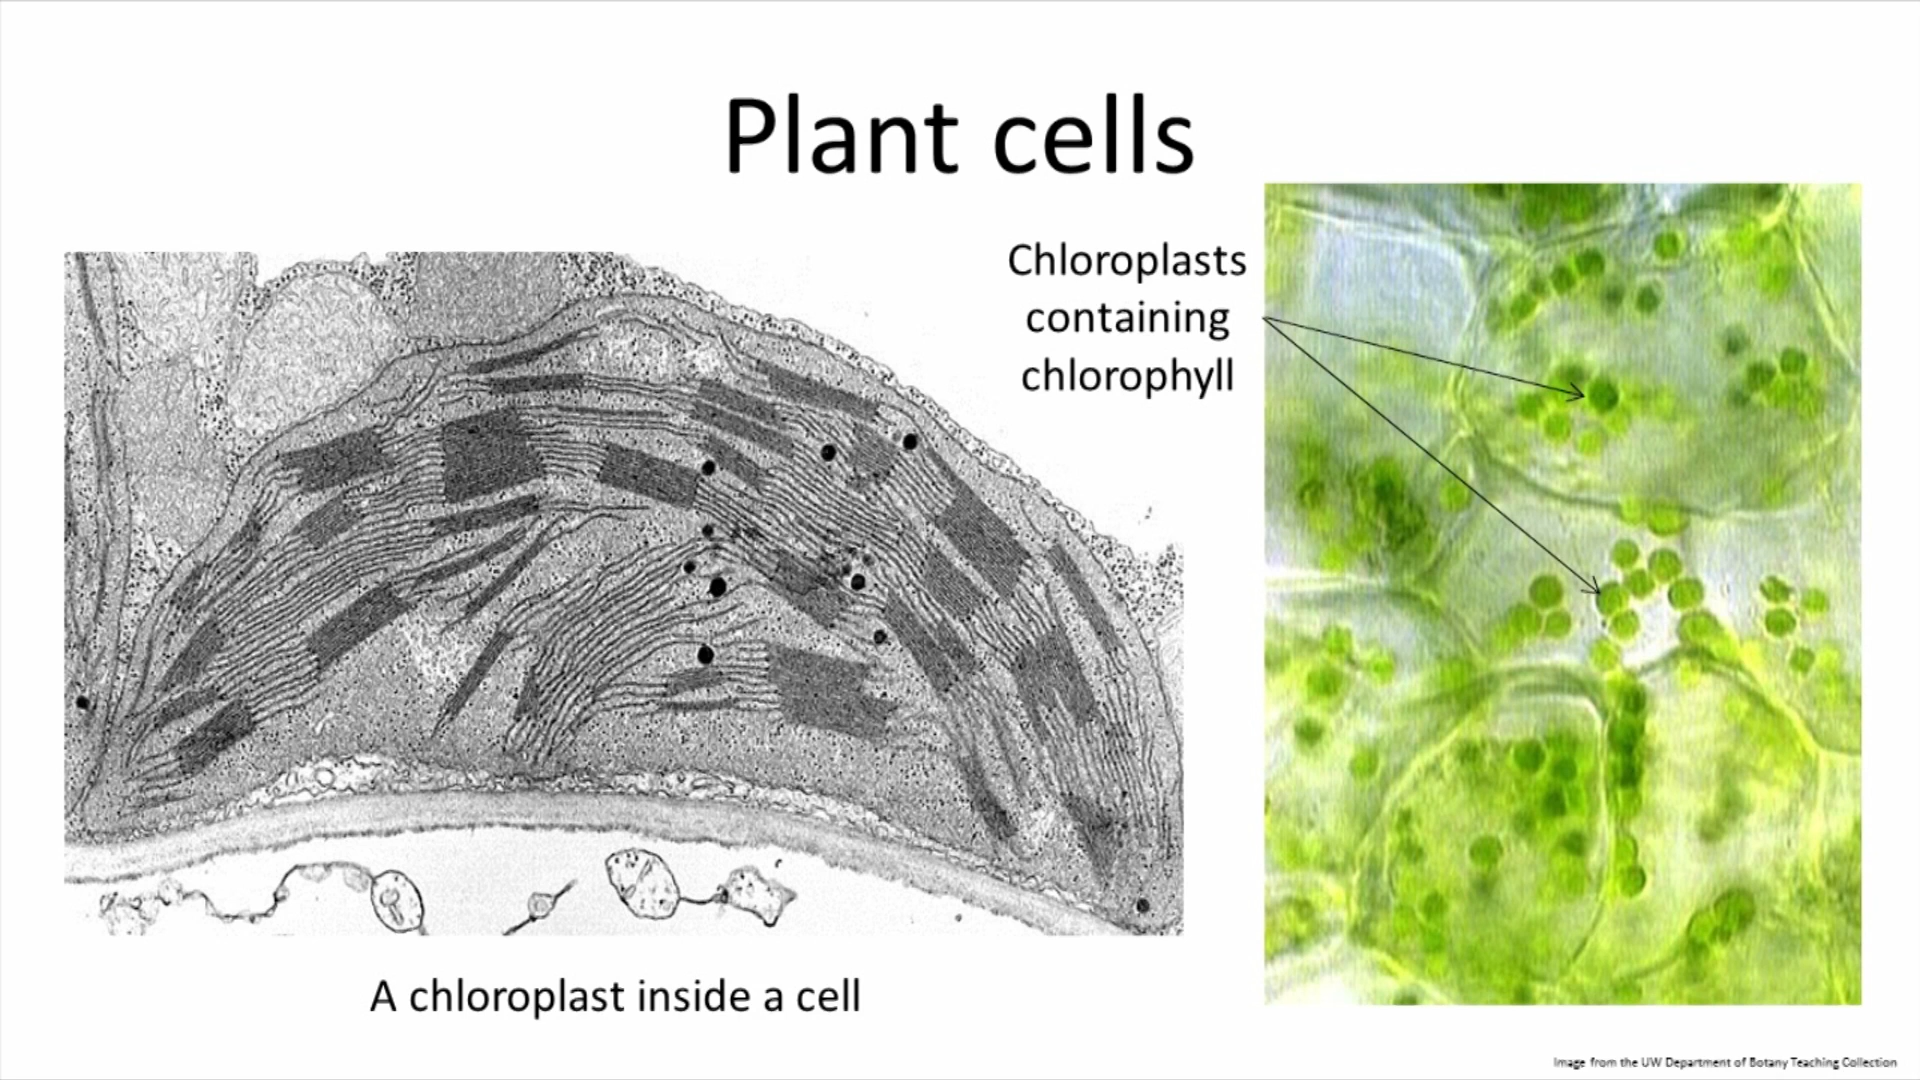 Plant cells
Chloroplasts
containing
chlorophyll
A chloroplast inside a cell
Image from the UW Department of Botany Teaching Collection